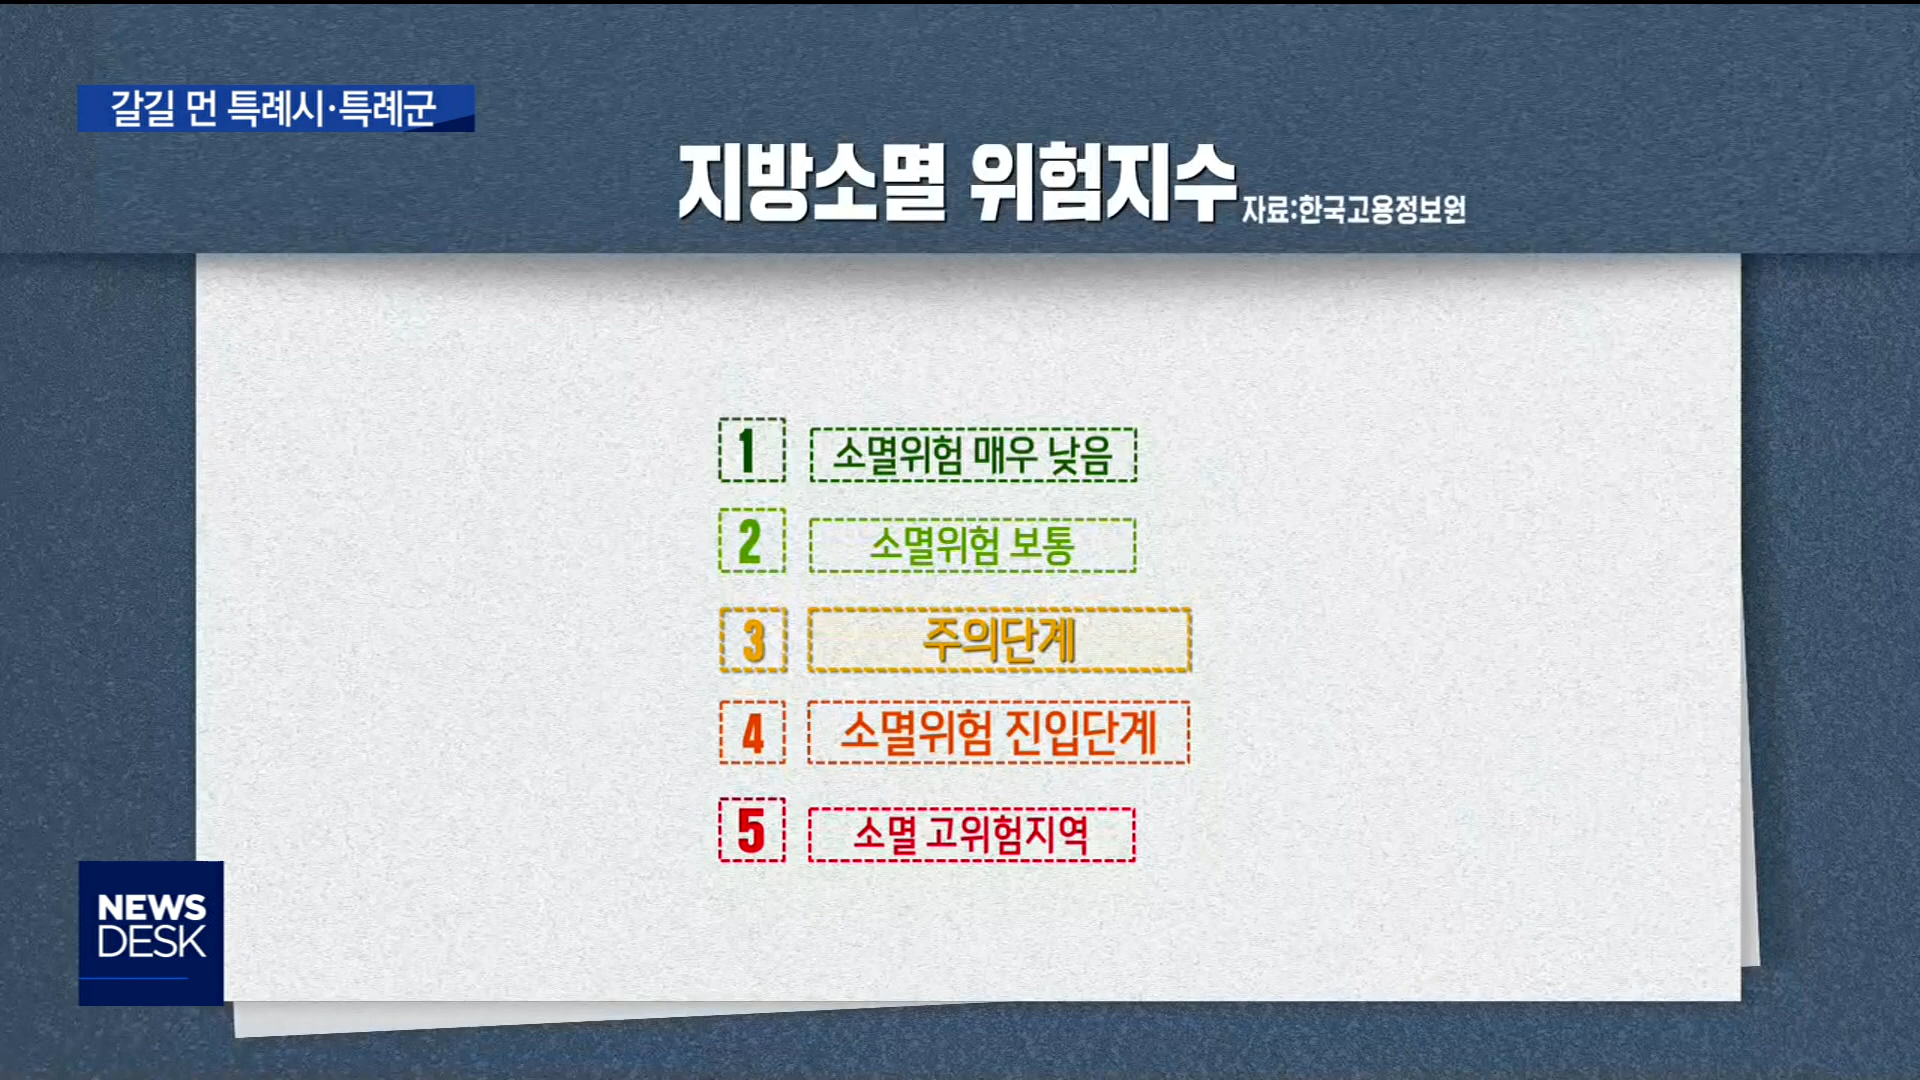 갈길 먼 특례시·특례군
지방소멸 위험지수 자료:한국고용정보원
1 소멸위험 매우 낮음
2 소멸위험 보통
3 주의단계
4 소멸위험 진입단계
5 소멸 고위험지역
NEWS
DESK